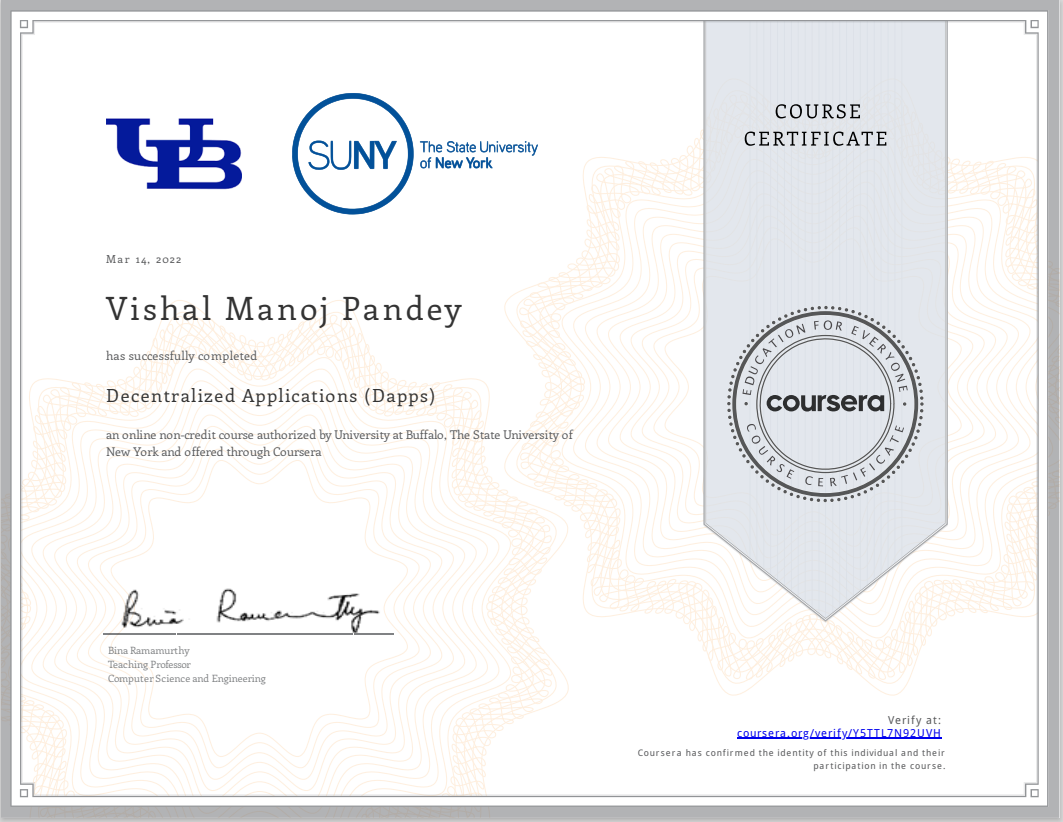 UB
SUNY
The State University
of New York
COURSE
CERTIFICATE
Mar 14, 2022
Vishal Manoj Pandey
has successfully completed
Decentralized Applications (Dapps)
an online non-credit course authorized by University at Buffalo, The State University of
New York and offered through Coursera
EDUCATION FOR EVERYONE
coursera
COURSE CERTIFICATE
Bina Ramamurthy
Bina Ramamurthy
Teaching Professor
Computer Science and Engineering
Verify at:
coursera.org/verify/Y5TTL7N92UVH
Coursera has confirmed the identity of this individual and their
participation in the course.